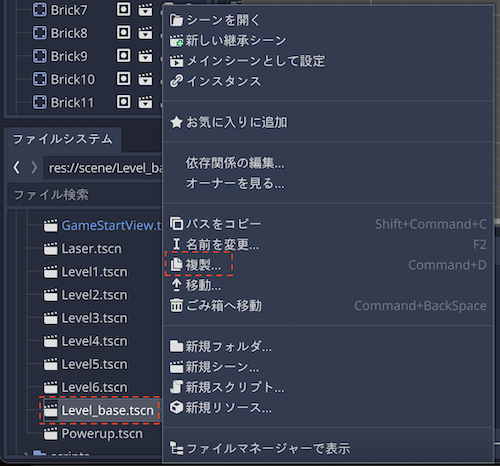 Brick7
Brick8
Brick9
Brick10
Brick11
ファイルシステム
res://scene/Level_ba
ファイル検索
GameStartView.t
Laser.tscn
Level1.tscn
Level2.tscn
Level3.tscn
Level4.tscn
Level5.tscn
Level6.tscn
Level_base.tscn
Powerup.tscn
scripts
シーンを開く
新しい継承シーン
メインシーンとして設定
インスタンス
お気に入りに追加
依存関係の編集...
オーナーを見る...
パスをコピー Shift+Command+C
名前を変更... F2
複製... Command+D
移動...
ごみ箱へ移動 Command+BackSpace
新規フォルダ...
新規シーン...
新規スクリプト...
新規リソース...
ファイルマネージャーで表示